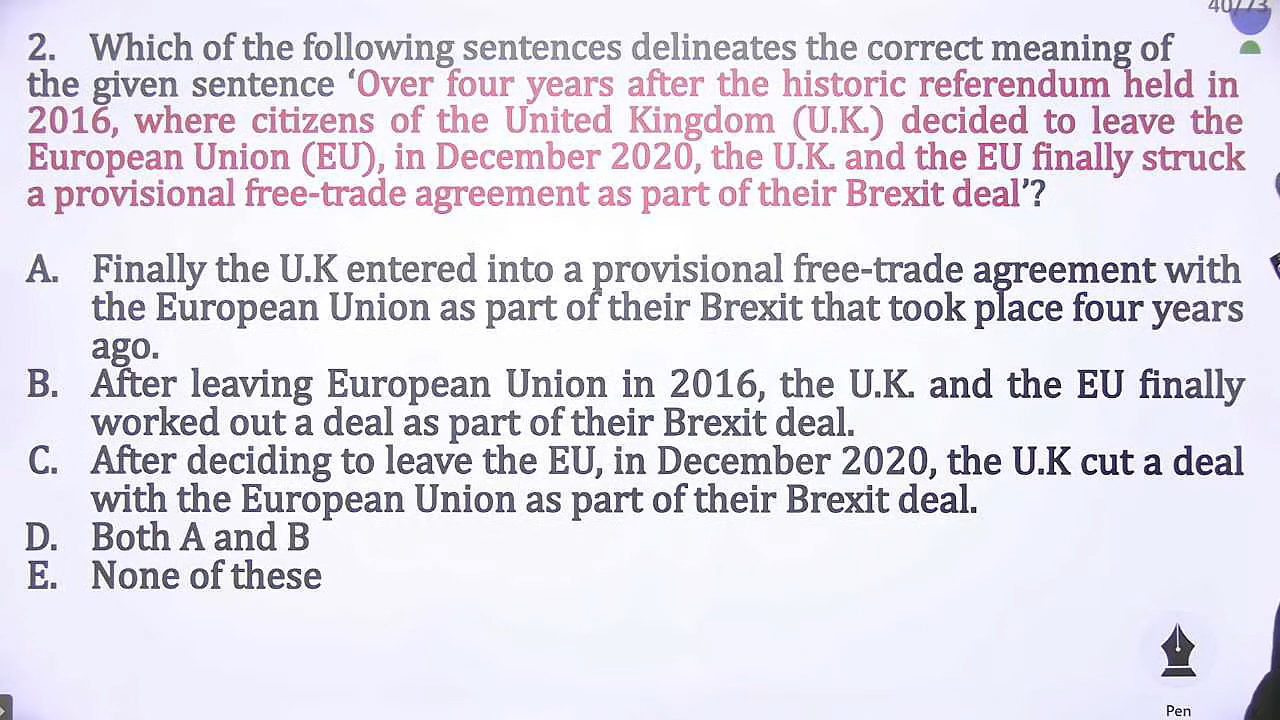 40/73
2. Which of the following sentences delineates the correct meaning of
the given sentence ‘Over four years after the historic referendum held in
2016, where citizens of the United Kingdom (U.K.) decided to leave the
European Union (EU), in December 2020, the U.K. and the EU finally struck
a provisional free-trade agreement as part of their Brexit deal’?
A. Finally the U.K entered into a provisional free-trade agreement with
the European Union as part of their Brexit that took place four years
ago.
B. After leaving European Union in 2016, the U.K. and the EU finally
worked out a deal as part of their Brexit deal.
C. After deciding to leave the EU, in December 2020, the U.K cut a deal
with the European Union as part of their Brexit deal.
D. Both A and B
E. None of these
Pen